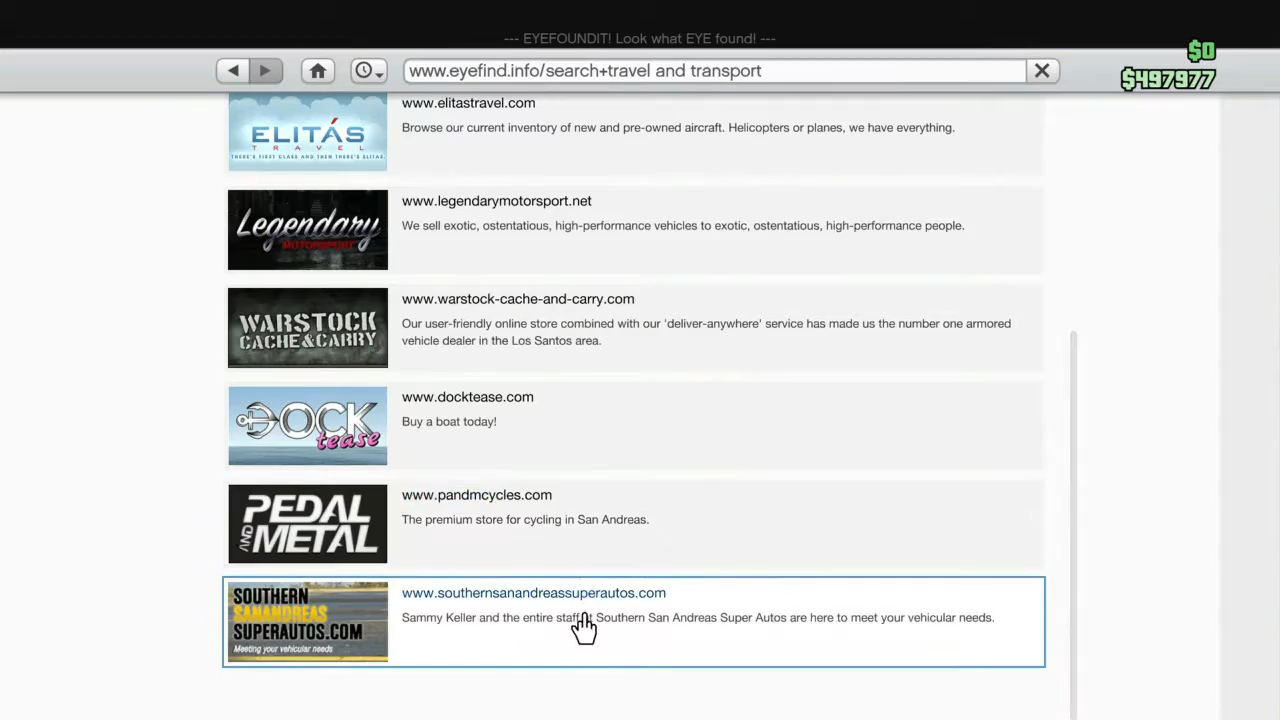 --- EYEFOUNDIT! Look what EYE found! ---
$0
www.eyefind.info/search+travel and transport
$497977
ELITÁS
TRAVEL
THERE'S FIRST CLASS AND THEN THERE'S ELITAS.
www.elitastravel.com
Browse our current inventory of new and pre-owned aircraft. Helicopters or planes, we have everything.
Legendary
MOTORSPORT
www.legendarymotorsport.net
We sell exotic, ostentatious, high-performance vehicles to exotic, ostentatious, high-performance people.
WARSTOCK
CACHE&CARRY
www.warstock-cache-and-carry.com
Our user-friendly online store combined with our 'deliver-anywhere' service has made us the number one armored
vehicle dealer in the Los Santos area.
DOCK
tease
www.docktease.com
Buy a boat today!
PEDAL
AND METAL
www.pandmcycles.com
The premium store for cycling in San Andreas.
SOUTHERN
SANANDREAS
SUPERAUTOS.COM
Meeting your vehicular needs
www.southernsanandreassuperautos.com
Sammy Keller and the entire staff at Southern San Andreas Super Autos are here to meet your vehicular needs.